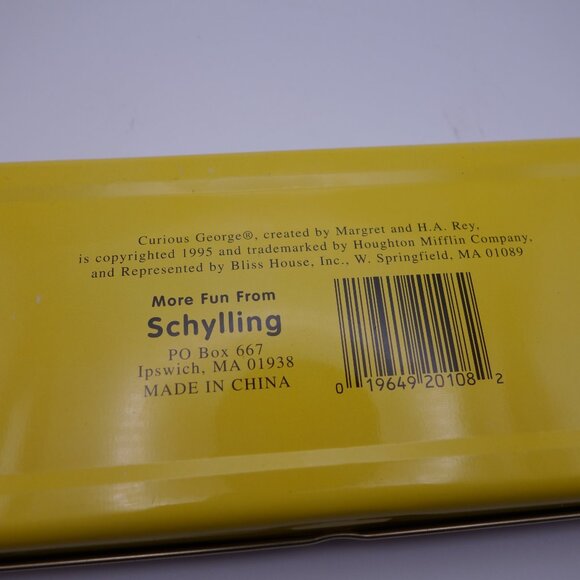 Curious George®, created by Margret and H.A. Rey,
is copyrighted 1995 and trademarked by Houghton Mifflin Company,
and Represented by Bliss House, Inc., W. Springfield, MA 01089
More Fun From
Schylling
PO Box 667
Ipswich, MA 01938
MADE IN CHINA
0 19649 20108 2